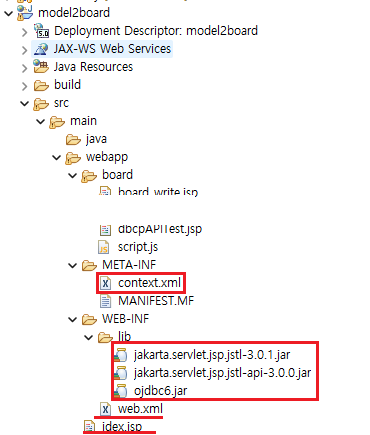 model2board
Deployment Descriptor: model2board
5.0
JAX-WS Web Services
Java Resources
build
src
main
java
webapp
board
board_write.jsp
dbcpAPITest.jsp
script.js
META-INF
context.xml
MANIFEST.MF
WEB-INF
lib
jakarta.servlet.jsp.jstl-3.0.1.jar
jakarta.servlet.jsp.jstl-api-3.0.0.jar
ojdbc6.jar
web.xml
idex.jsp